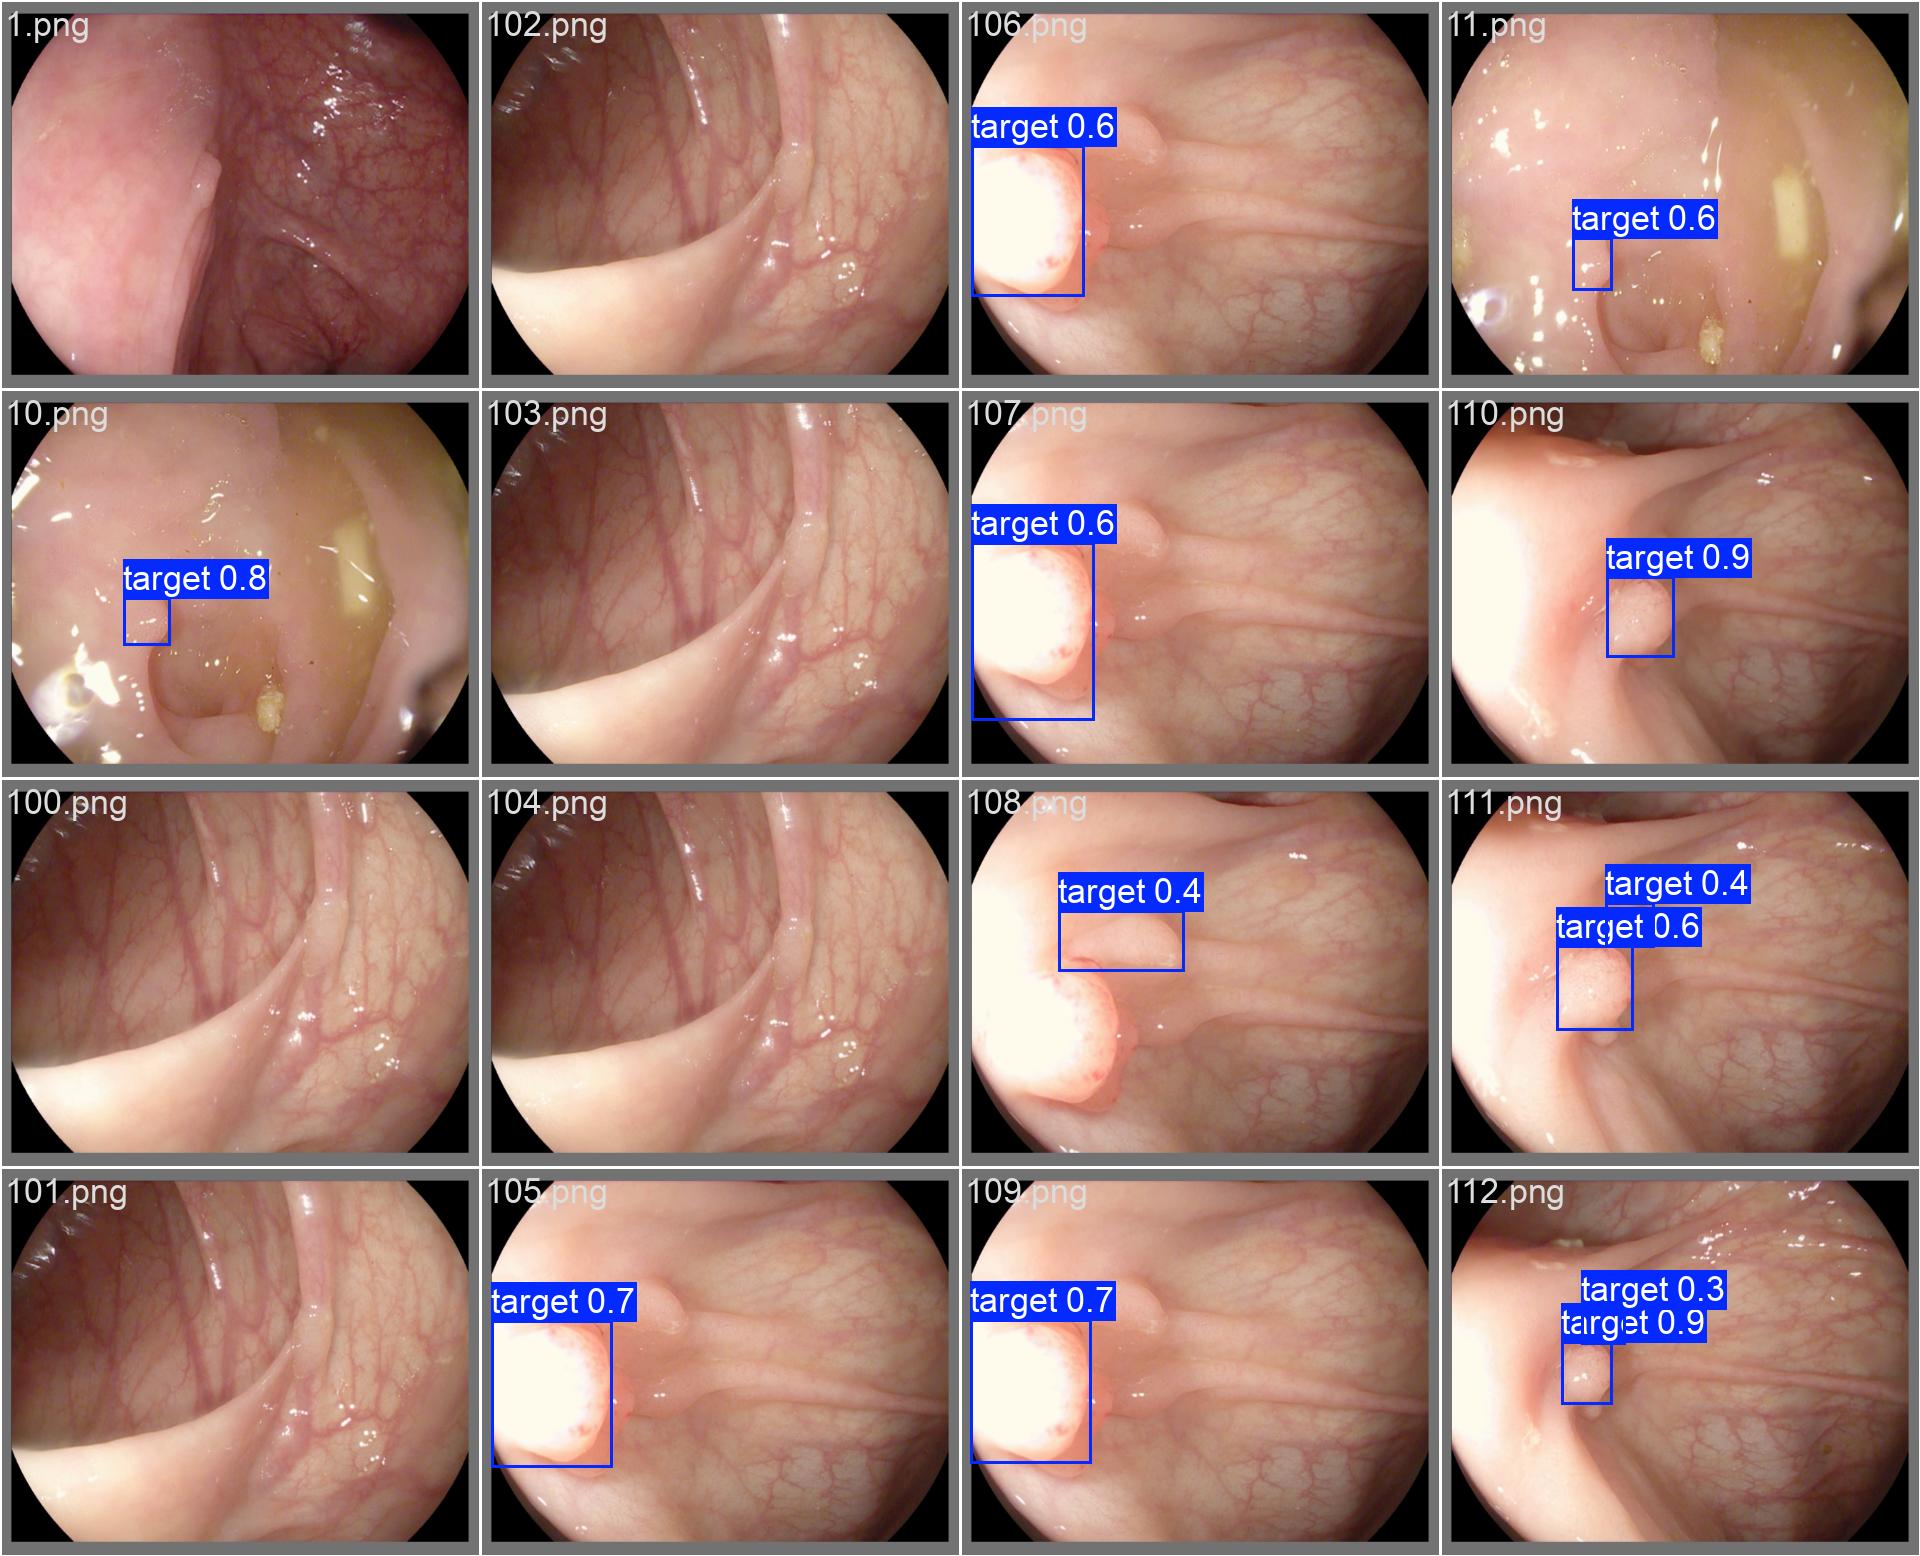 1.png
102.png
106.png
target 0.6
11.png
target 0.6
10.png
target 0.8
103.png
107.png
target 0.6
110.png
target 0.9
100.png
104.png
108.png
target 0.4
111.png
target 0.4
target 0.6
101.png
105.png
target 0.7
109.png
target 0.7
112.png
target 0.3
target 0.9